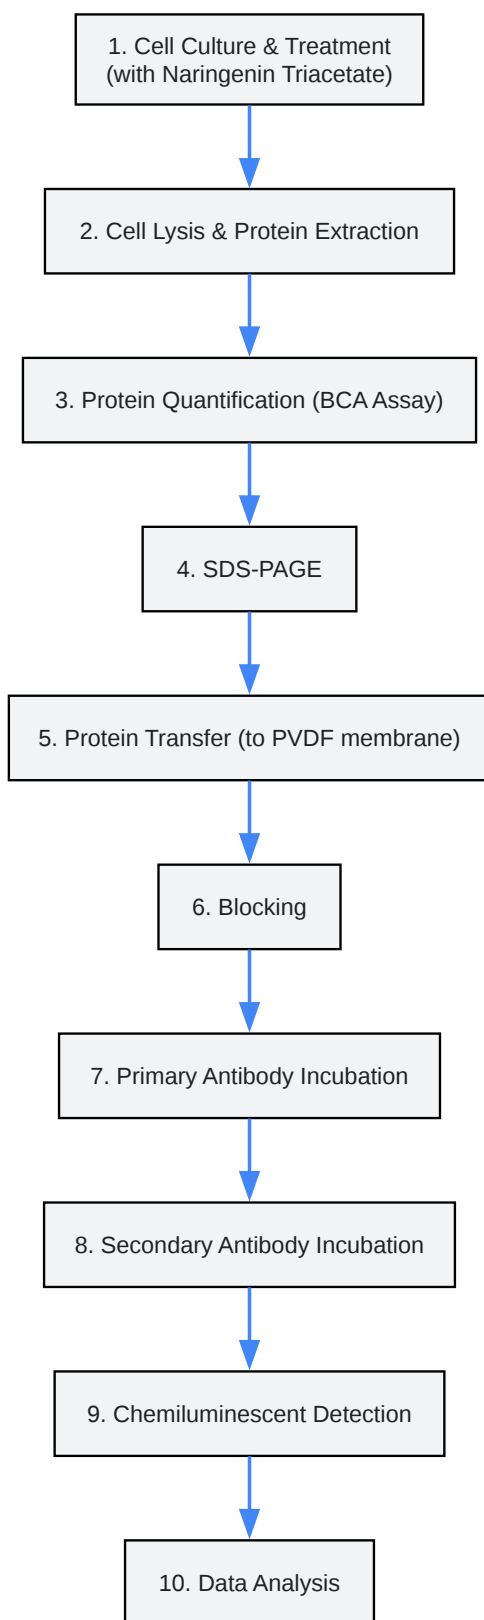 1. Cell Culture & Treatment
(with Naringenin Triacetate)
2. Cell Lysis & Protein Extraction
3. Protein Quantification (BCA Assay)
4. SDS-PAGE
5. Protein Transfer (to PVDF membrane)
6. Blocking
7. Primary Antibody Incubation
8. Secondary Antibody Incubation
9. Chemiluminescent Detection
10. Data Analysis